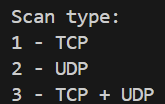 Scan type:
1 - TCP
2 - UDP
3 - TCP + UDP